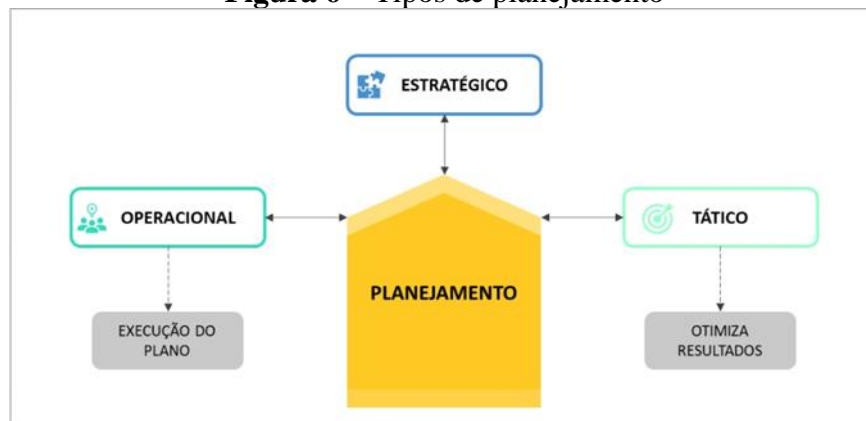 Figura 6 – Tipos de planejamento
ESTRATÉGICO
OPERACIONAL
TÁTICO
PLANEJAMENTO
EXECUÇÃO DO
PLANO
OTIMIZA
RESULTADOS